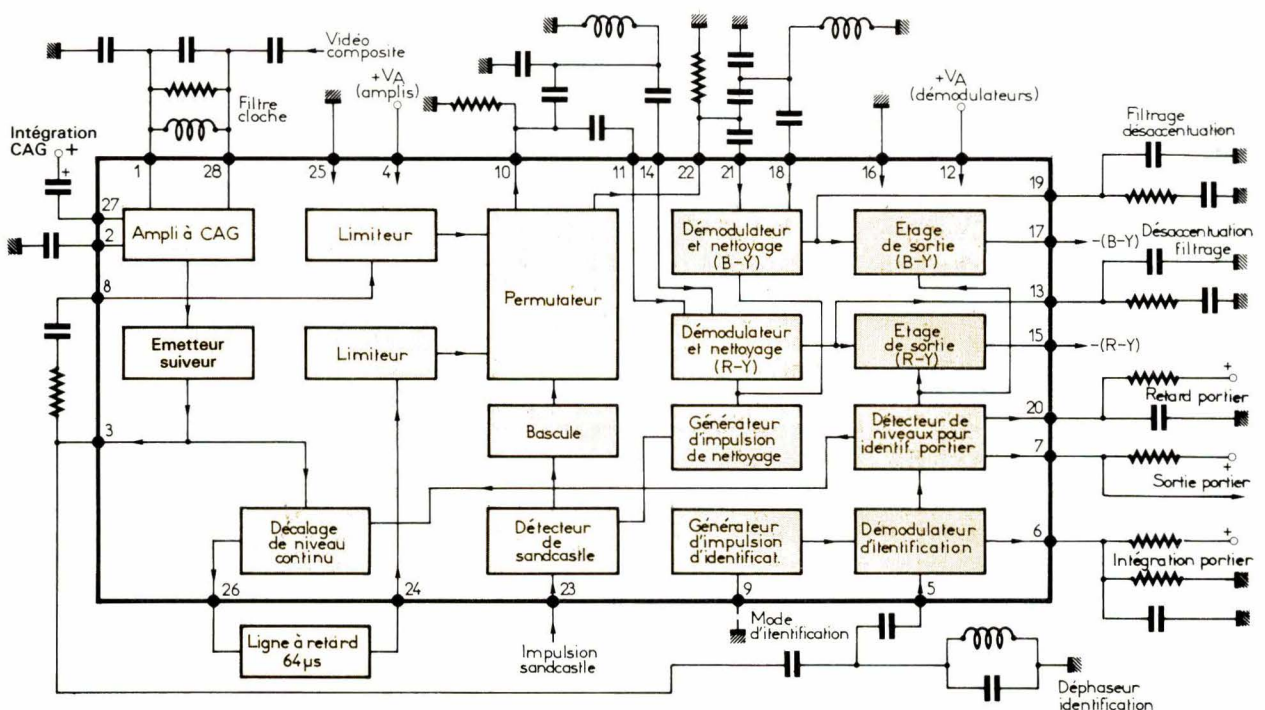 Vidéo
composite
+VA
(amplis)
+VA
(démodulateurs)
Filtre
cloche
Filtrage
désaccentuation
Intégration
CAG
+
+
1
28
25
4
10
11
14
22
21
18
16
12
27
2
8
3
19
17
13
15
20
7
6
Ampli à CAG
Limiteur
Permutateur
Démodulateur
et nettoyage
(B-Y)
Etage
de sortie
(B-Y)
-(B-Y)
Désaccentuation
filtrage
Emetteur
suiveur
Limiteur
Démodulateur
et nettoyage
(R-Y)
Etage
de sortie
(R-Y)
-(R-Y)
+
Retard portier
Bascule
Générateur
d'impulsion
de nettoyage
Détecteur de
niveaux pour
identif. portier
+
Sortie portier
Décalage
de niveau
continu
Détecteur
de
sandcastle
Générateur
d'impulsion
d'identificat.
Démodulateur
d'itentification
+
Intégration portier
26
24
23
9
5
Ligne à retard
64µs
Impulsion
sandcastle
Mode
d'itentification
Déphaseur
identification